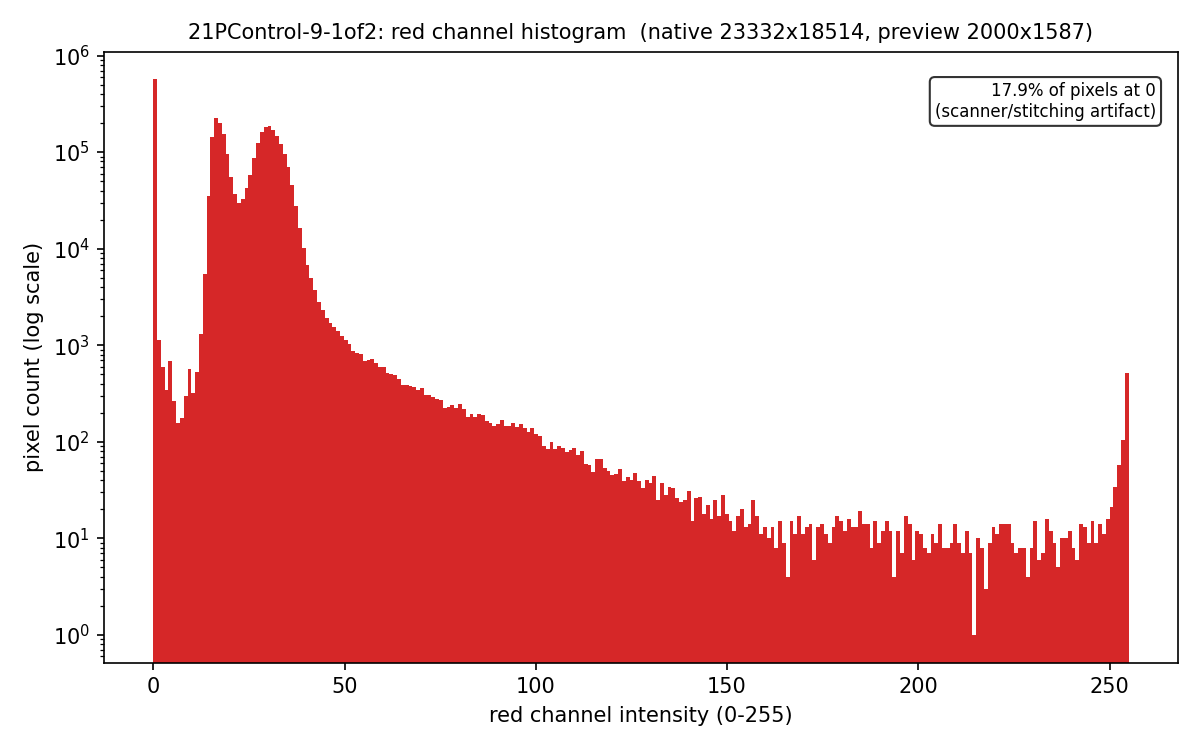 21PControl-9-1of2: red channel histogram  (native 23332x18514, preview 2000x1587)
17.9% of pixels at 0
(scanner/stitching artifact)
pixel count (log scale)
10^6
10^5
10^4
10^3
10^2
10^1
10^0
0 50 100 150 200 250
red channel intensity (0-255)